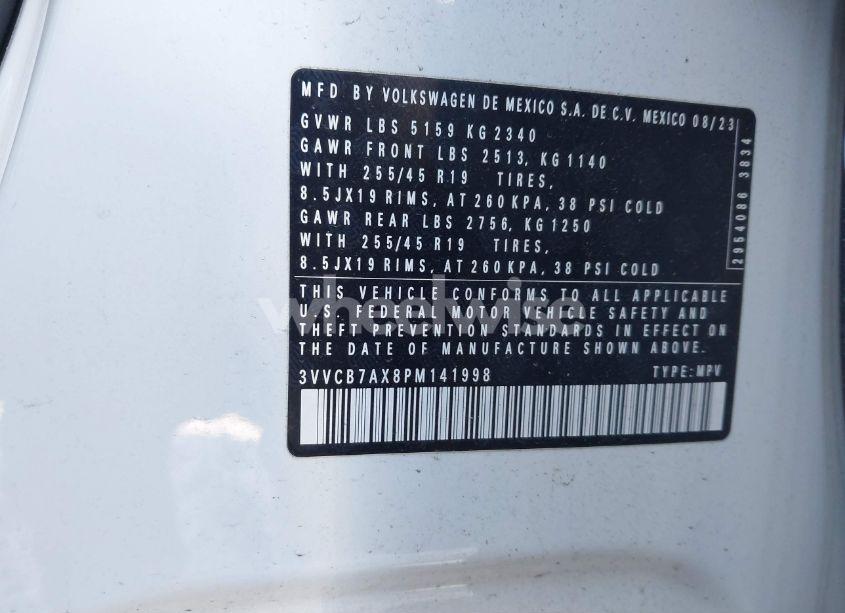 MFD BY VOLKSWAGEN DE MEXICO S.A. DE C.V. MEXICO 08/23
GVWR LBS 5159 KG 2340
GAWR FRONT LBS 2513, KG 1140
WITH 255/45 R19 TIRES,
8.5JX19 RIMS, AT 260 KPA, 38 PSI COLD
GAWR REAR LBS 2756, KG 1250
WITH 255/45 R19 TIRES,
8.5JX19 RIMS, AT 260 KPA, 38 PSI COLD
2954086 3834
THIS VEHICLE CONFORMS TO ALL APPLICABLE
U.S. FEDERAL MOTOR VEHICLE SAFETY AND
THEFT PREVENTION STANDARDS IN EFFECT ON
THE DATE OF MANUFACTURE SHOWN ABOVE.
wheelwise
3VVCB7AX8PM141998 TYPE: MPV